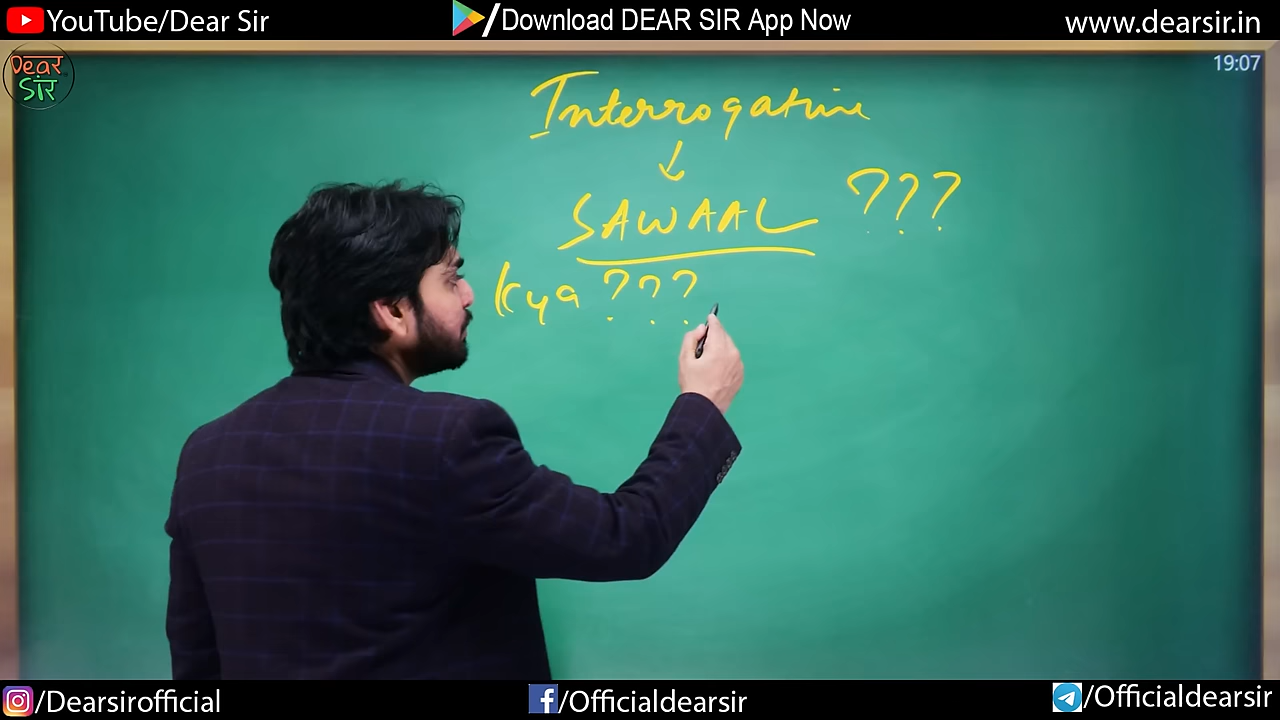 YouTube/Dear Sir
/Download DEAR SIR App Now
www.dearsir.in
Dear
Sir
19:07
Interrogative
↓
SAWAAL ???
Kya ???
/Dearsirofficial
/Officialdearsir
/Officialdearsir